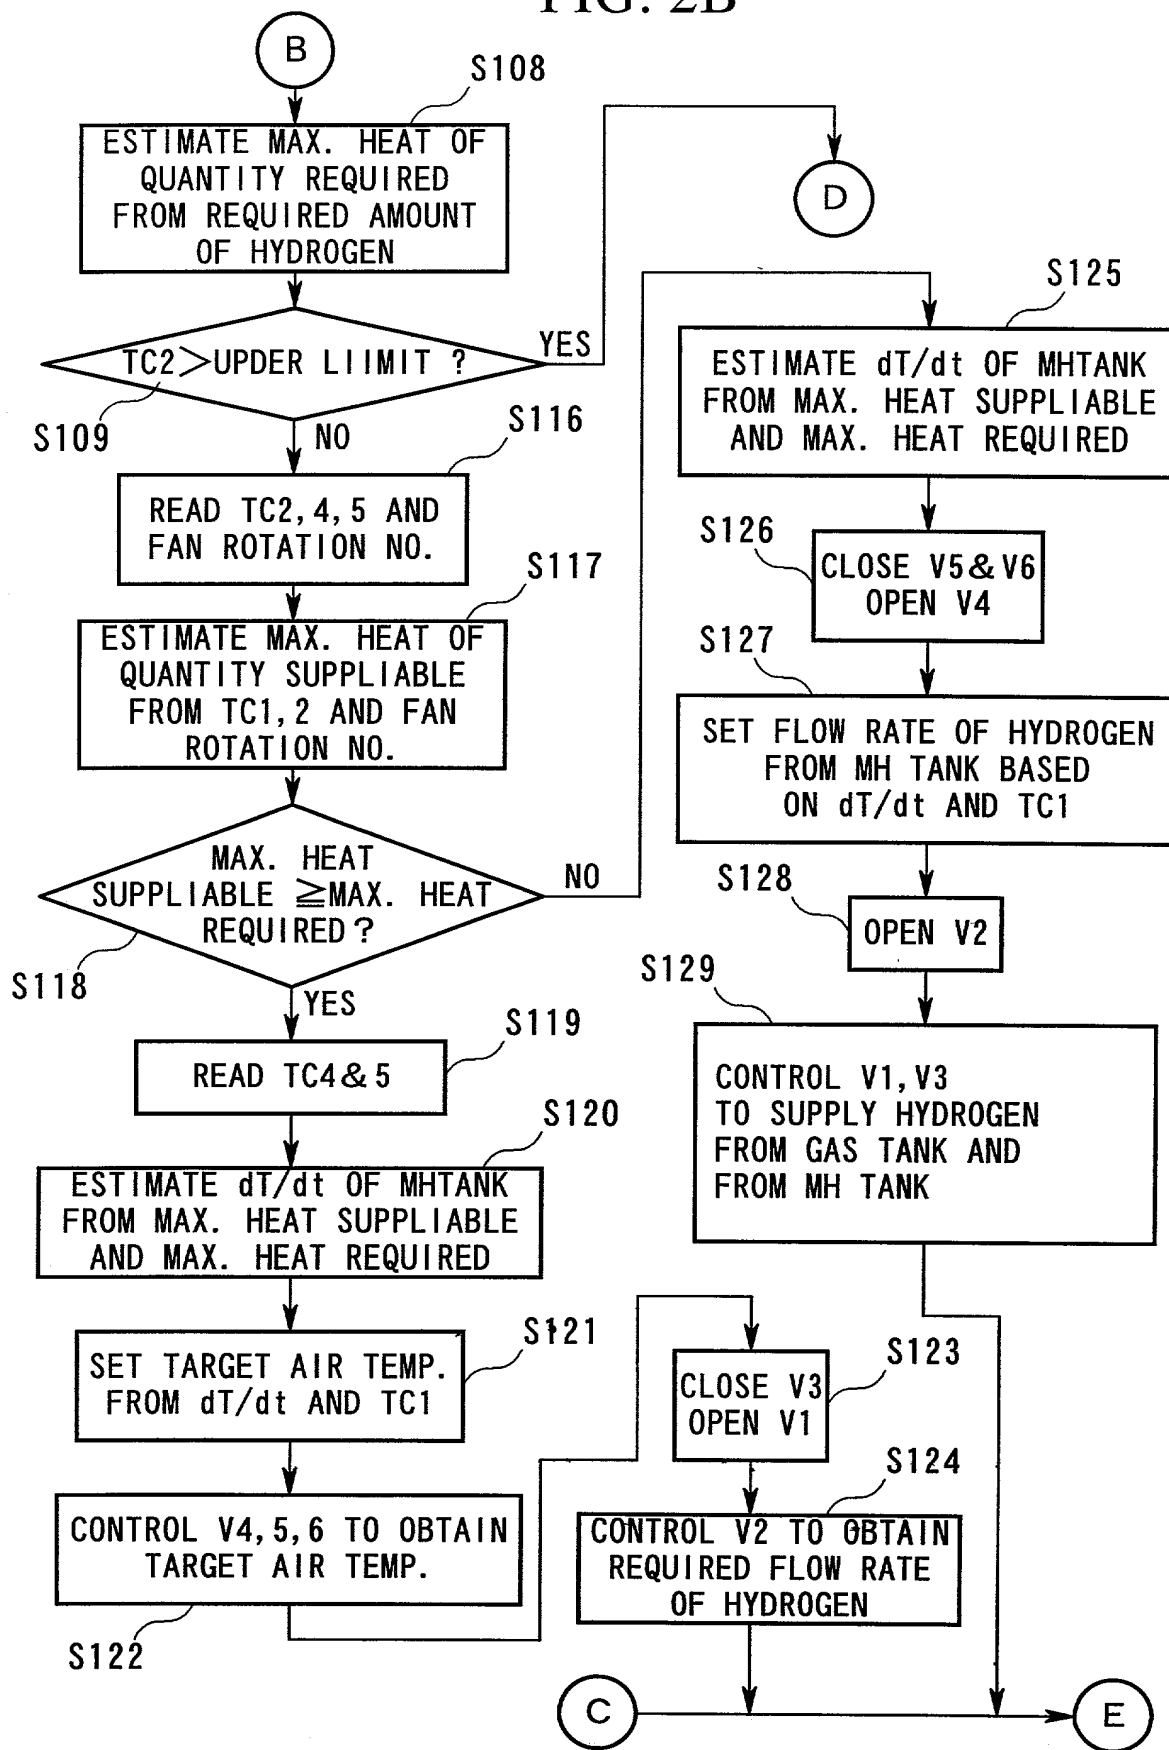 FIG. 2B
B
S108
ESTIMATE MAX. HEAT OF
QUANTITY REQUIRED
FROM REQUIRED AMOUNT
OF HYDROGEN
D
TC2>UPDER LIIMIT ?
YES
S109
NO
S116
READ TC2,4,5 AND
FAN ROTATION NO.
S117
ESTIMATE MAX. HEAT OF
QUANTITY SUPPLIABLE
FROM TC1,2 AND FAN
ROTATION NO.
MAX. HEAT
SUPPLIABLE ≧MAX. HEAT
REQUIRED?
NO
S118
YES
S119
READ TC4&5
S120
ESTIMATE dT/dt OF MHTANK
FROM MAX. HEAT SUPPLIABLE
AND MAX. HEAT REQUIRED
S121
SET TARGET AIR TEMP.
FROM dT/dt AND TC1
CONTROL V4,5,6 TO OBTAIN
TARGET AIR TEMP.
S122
S123
CLOSE V3
OPEN V1
S124
CONTROL V2 TO OBTAIN
REQUIRED FLOW RATE
OF HYDROGEN
S125
ESTIMATE dT/dt OF MHTANK
FROM MAX. HEAT SUPPLIABLE
AND MAX. HEAT REQUIRED
S126
CLOSE V5&V6
OPEN V4
S127
SET FLOW RATE OF HYDROGEN
FROM MH TANK BASED
ON dT/dt AND TC1
S128
OPEN V2
S129
CONTROL V1,V3
TO SUPPLY HYDROGEN
FROM GAS TANK AND
FROM MH TANK
C
E